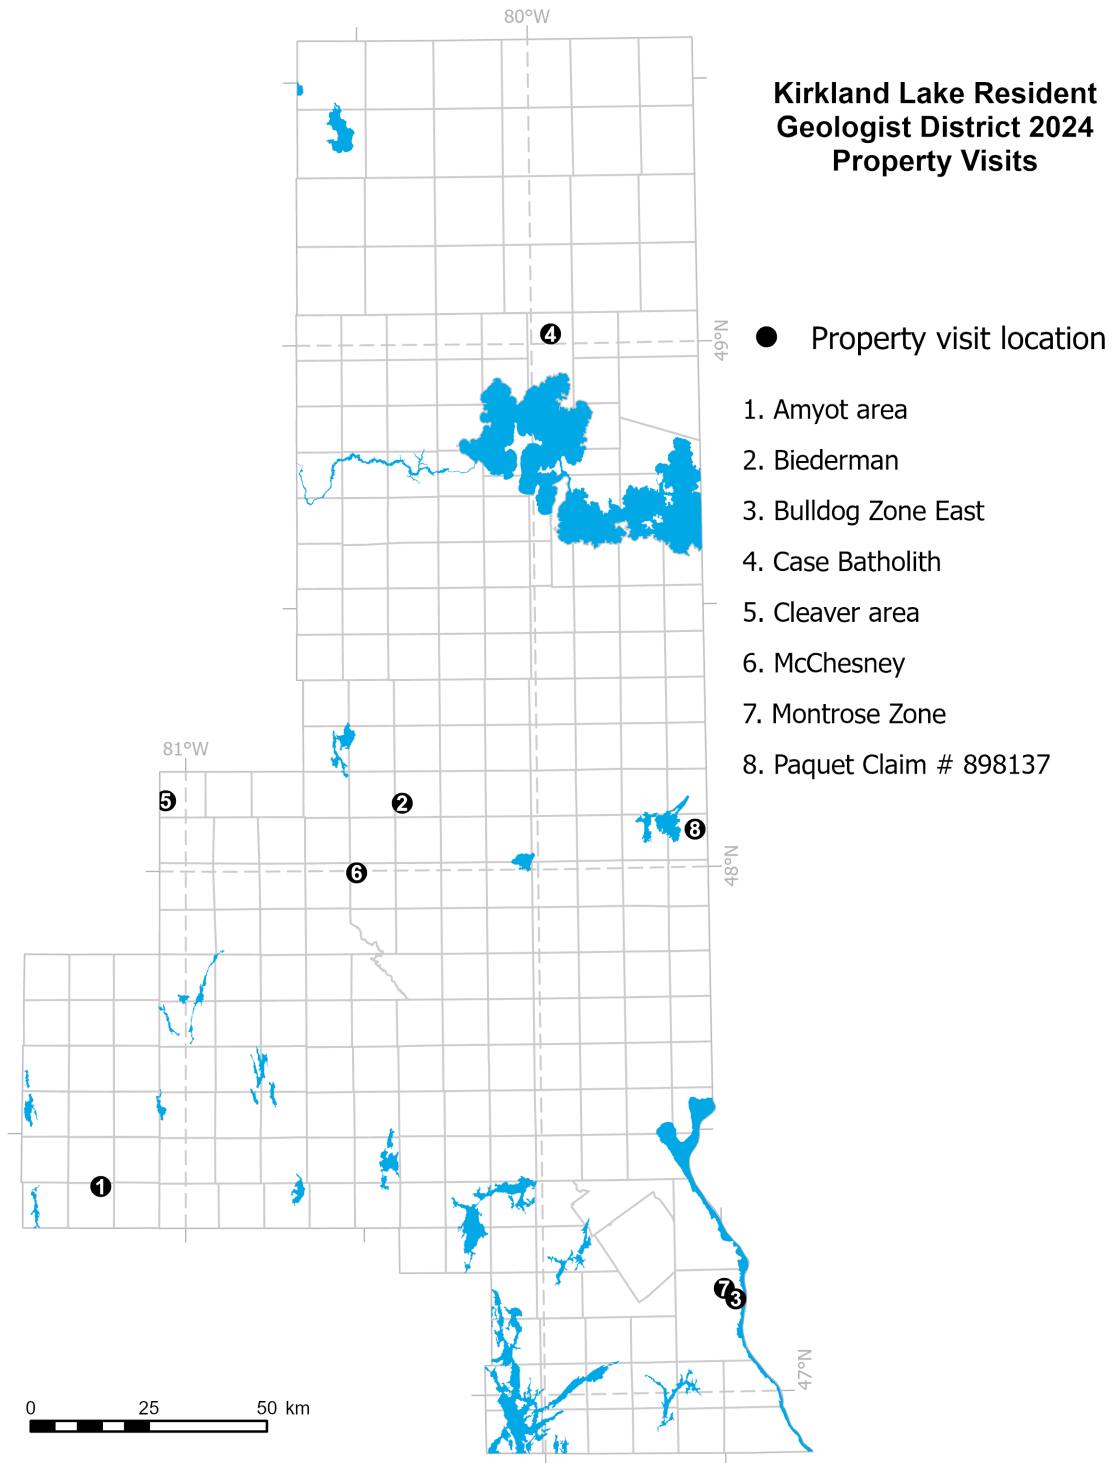 80°W
Kirkland Lake Resident
Geologist District 2024
Property Visits
4
49°N
Property visit location
1. Amyot area
2. Biederman
3. Bulldog Zone East
4. Case Batholith
5. Cleaver area
6. McChesney
7. Montrose Zone
8. Paquet Claim # 898137
81°W
5
2
8
6
48°N
1
7
3
47°N
0 25 50 km